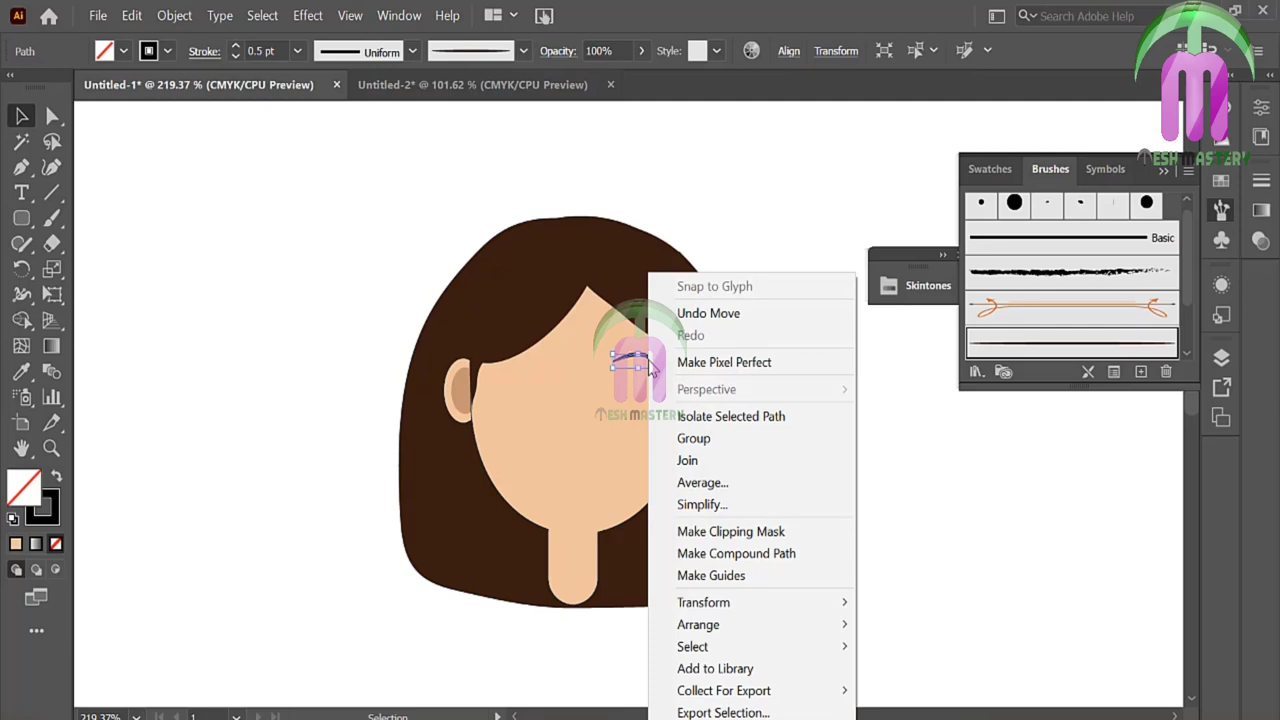 Ai File Edit Object Type Select Effect View Window Help Search Adobe Help
Path Stroke: 0.5 pt Uniform Opacity: 100% Style: Align Transform
Untitled-1* @ 219.37 % (CMYK/CPU Preview) Untitled-2* @ 101.62 % (CMYK/CPU Preview)
MESH MASTERY
Swatches Brushes Symbols
Basic
Skintones
Snap to Glyph
Undo Move
Redo
Make Pixel Perfect
Perspective
Isolate Selected Path
Group
Join
Average...
Simplify...
Make Clipping Mask
Make Compound Path
Make Guides
Transform
Arrange
Select
Add to Library
Collect For Export
Export Selection...
MESH MASTERY
219.37% 1 Selection